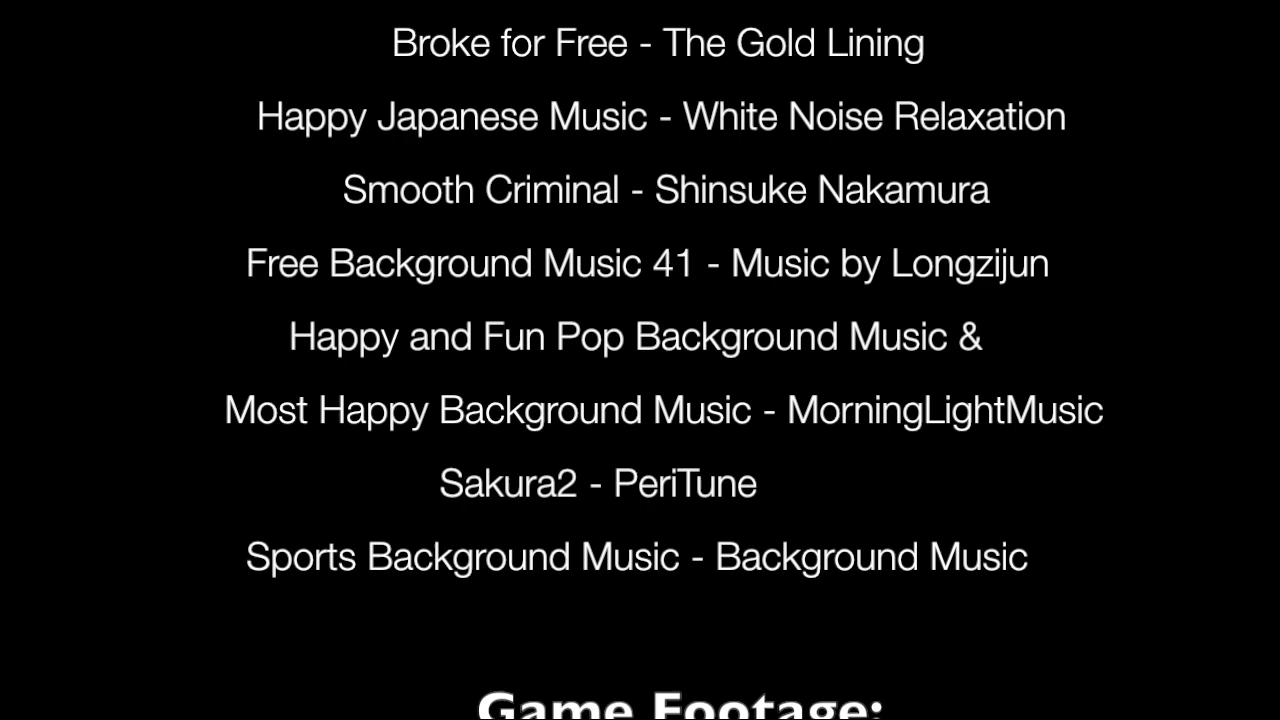 Broke for Free - The Gold Lining
Happy Japanese Music - White Noise Relaxation
Smooth Criminal - Shinsuke Nakamura
Free Background Music 41 - Music by Longzijun
Happy and Fun Pop Background Music &
Most Happy Background Music - MorningLightMusic
Sakura2 - PeriTune
Sports Background Music - Background Music
Game Footage: